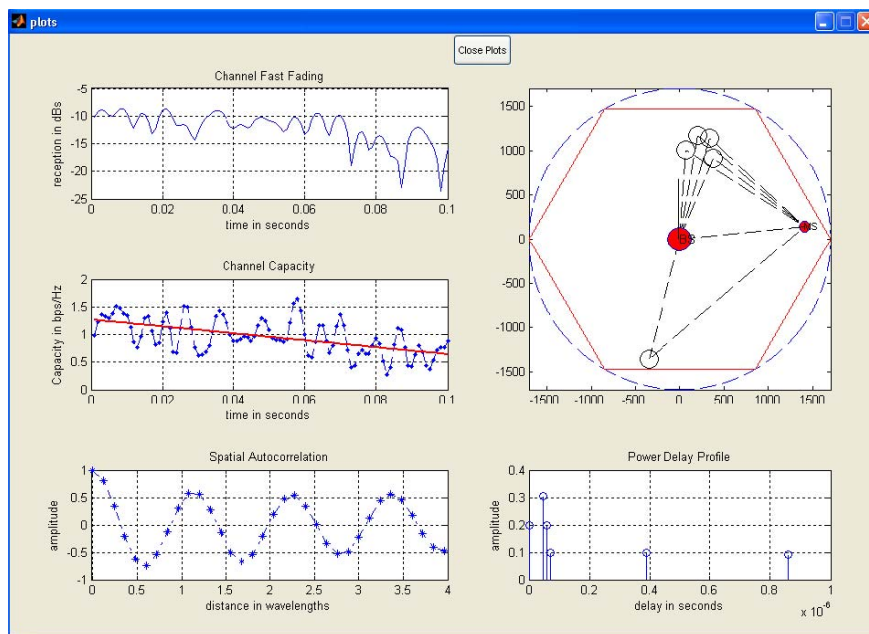 plots
Close Plots
Channel Fast Fading
reception in dBs
-5
-10
-15
-20
-25
0 0.02 0.04 0.06 0.08 0.1
time in seconds
Channel Capacity
Capacity in bps/Hz
2
1.5
1
0.5
0
0 0.02 0.04 0.06 0.08 0.1
time in seconds
Spatial Autocorrelation
amplitude
1
0.5
0
-0.5
-1
0 0.5 1 1.5 2 2.5 3 3.5 4
distance in wavelengths
1500
1000
500
0
-500
-1000
-1500
BS
MS
-1500 -1000 -500 0 500 1000 1500
Power Delay Profile
amplitude
0.4
0.3
0.2
0.1
0
0 0.2 0.4 0.6 0.8 1
delay in seconds
x 10-6